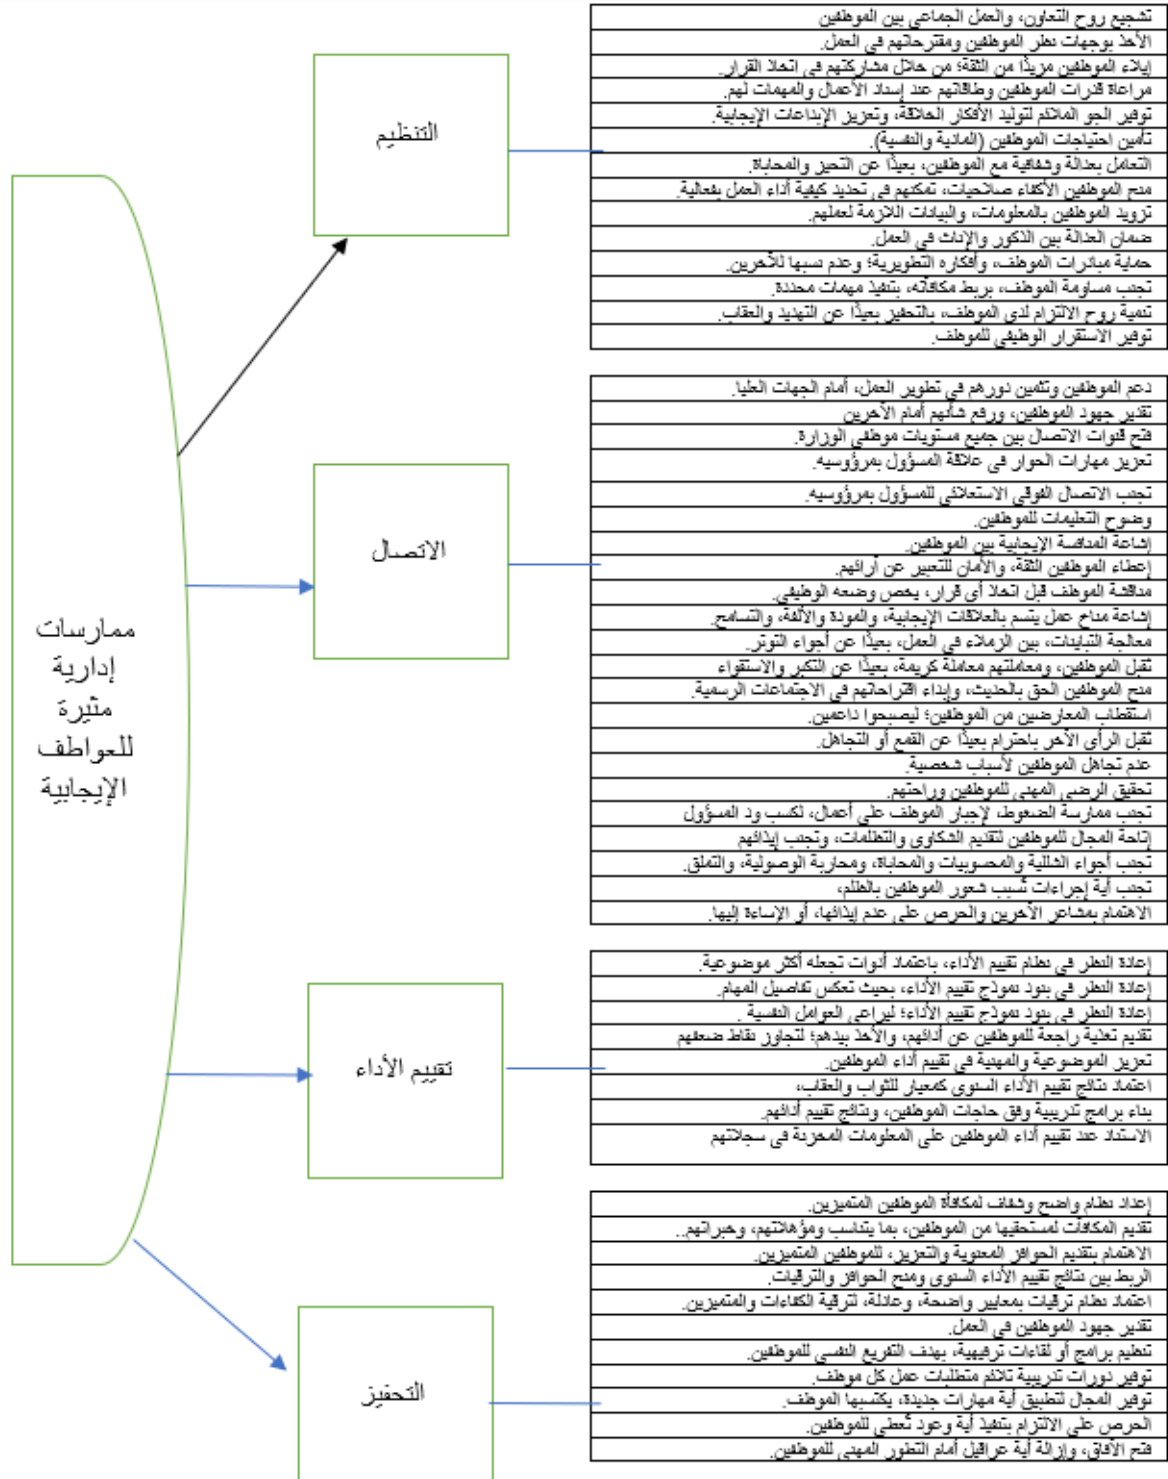 ممارسات
إدارية
مثيرة
للعواطف
الإيجابية
التنظيم
تشجيع روح التعاون، والعمل الجماعي بين الموظفين
الأخذ بوجهات نظر الموظفين ومقترحاتهم في العمل.
إيلاء الموظفين مزيدًا من الثقة؛ من خلال مشاركتهم في اتخاذ القرار.
مراعاة قدرات الموظفين وطاقاتهم عند إسناد الأعمال والمهمات لهم.
توفير الجو الملائم لتوليد الأفكار الخلاقة، وتعزيز الإبداعات الإيجابية.
تأمين احتياجات الموظفين (المادية والنفسية).
التعامل بعدالة وشفافية مع الموظفين، بعيدًا عن التحيز والمحاباة.
منح الموظفين الأكفاء صلاحيات، تمكنهم في تحديد كيفية أداء العمل بفعالية.
تزويد الموظفين بالمعلومات، والبيانات اللازمة لعملهم.
ضمان العدالة بين الذكور والإناث في العمل.
حماية مبادرات الموظف، وأفكاره التطويرية؛ وعدم نسبها للآخرين.
تجنب مساومة الموظف، بربط مكافآته، بتنفيذ مهمات محددة.
تنمية روح الالتزام لدى الموظف، بالتحفيز بعيدًا عن التهديد والعقاب.
توفير الاستقرار الوظيفي للموظف.
الاتصال
دعم الموظفين وتثمين دورهم في تطوير العمل، أمام الجهات العليا.
تقدير جهود الموظفين، ورفع شأنهم أمام الآخرين
فتح قنوات الاتصال بين جميع مستويات موظفي الوزارة.
تعزيز مهارات الحوار في علاقة المسؤول بمرؤوسيه.
تجنب الاتصال الفوقي الاستعلائي للمسؤول بمرؤوسيه.
وضوح التعليمات للموظفين.
إشاعة المنافسة الإيجابية بين الموظفين.
إعطاء الموظفين الثقة، والأمان للتعبير عن آرائهم.
مناقشة الموظف قبل اتخاذ أي قرار، يخص وضعه الوظيفي.
إشاعة مناخ عمل يتسم بالعلاقات الإيجابية، والمودة والألفة، والتسامح.
معالجة التباينات، بين الزملاء في العمل، بعيدًا عن أجواء التوتر.
تقبل الموظفين، ومعاملتهم معاملة كريمة، بعيدًا عن التكبر والاستقواء
منح الموظفين الحق بالحديث، وإبداء اقتراحاتهم في الاجتماعات الرسمية.
استقطاب المعارضين من الموظفين؛ ليصبحوا داعمين.
تقبل الرأي الآخر باحترام بعيدًا عن القمع أو التجاهل.
عدم تجاهل الموظفين لأسباب شخصية.
تحقيق الرضى المهني للموظفين وراحتهم.
تجنب ممارسة الضغوط، لإجبار الموظف على أعمال، لكسب ود المسؤول
إتاحة المجال للموظفين لتقديم الشكاوى والتظلمات، وتجنب إيذائهم
تجنب أجواء الشللية والمحسوبيات والمحاباة، ومحاربة الوصولية، والتملق.
تجنب أية إجراءات تُسبب شعور الموظفين بالظلم،
الاهتمام بمشاعر الآخرين والحرص على عدم إيذائها، أو الإساءة إليها.
تقييم الأداء
إعادة النظر في نظام تقييم الأداء، باعتماد أدوات تجعله أكثر موضوعية.
إعادة النظر في بنود نموذج تقييم الأداء، بحيث تعكس تفاصيل المهام.
إعادة النظر في بنود نموذج تقييم الأداء؛ ليراعي العوامل النفسية .
تقديم تغذية راجعة للموظفين عن أدائهم، والأخذ بيدهم؛ لتجاوز نقاط ضعفهم
تعزيز الموضوعية والمهنية في تقييم أداء الموظفين.
اعتماد نتائج تقييم الأداء السنوي كمعيار للثواب والعقاب،
بناء برامج تدريبية وفق حاجات الموظفين، ونتائج تقييم أدائهم.
الاستناد عند تقييم أداء الموظفين على المعلومات المخزنة في سجلاتهم
التحفيز
إعداد نظام واضح وشفاف لمكافأة الموظفين المتميزين.
تقديم المكافآت لمستحقيها من الموظفين، بما يتناسب ومؤهلاتهم، وخبراتهم..
الاهتمام بتقديم الحوافز المعنوية والتعزيز، للموظفين المتميزين.
الربط بين نتائج تقييم الأداء السنوي ومنح الحوافز والترقيات.
اعتماد نظام ترقيات بمعايير واضحة، وعادلة، لترقية الكفاءات والمتميزين.
تقدير جهود الموظفين في العمل.
تنظيم برامج أو لقاءات ترفيهية، بهدف التفريغ النفسي للموظفين.
توفير دورات تدريبية تلائم متطلبات عمل كل موظف.
توفير المجال لتطبيق أية مهارات جديدة، يكتسبها الموظف.
الحرص على الالتزام بتنفيذ أية وعود تُعطى للموظفين.
فتح الآفاق، وإزالة أية عراقيل أمام التطور المهني للموظفين.